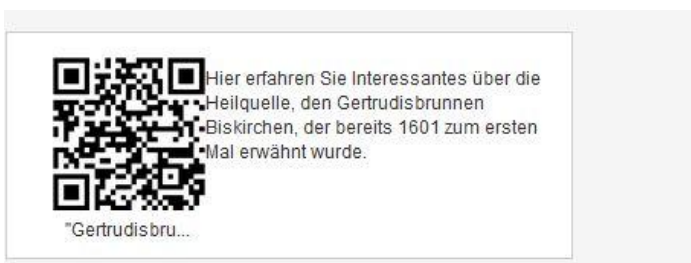 Hier erfahren Sie Interessantes über die
Heilquelle, den Gertrudisbrunnen
Biskirchen, der bereits 1601 zum ersten
Mal erwähnt wurde.
"Gertrudisbru...